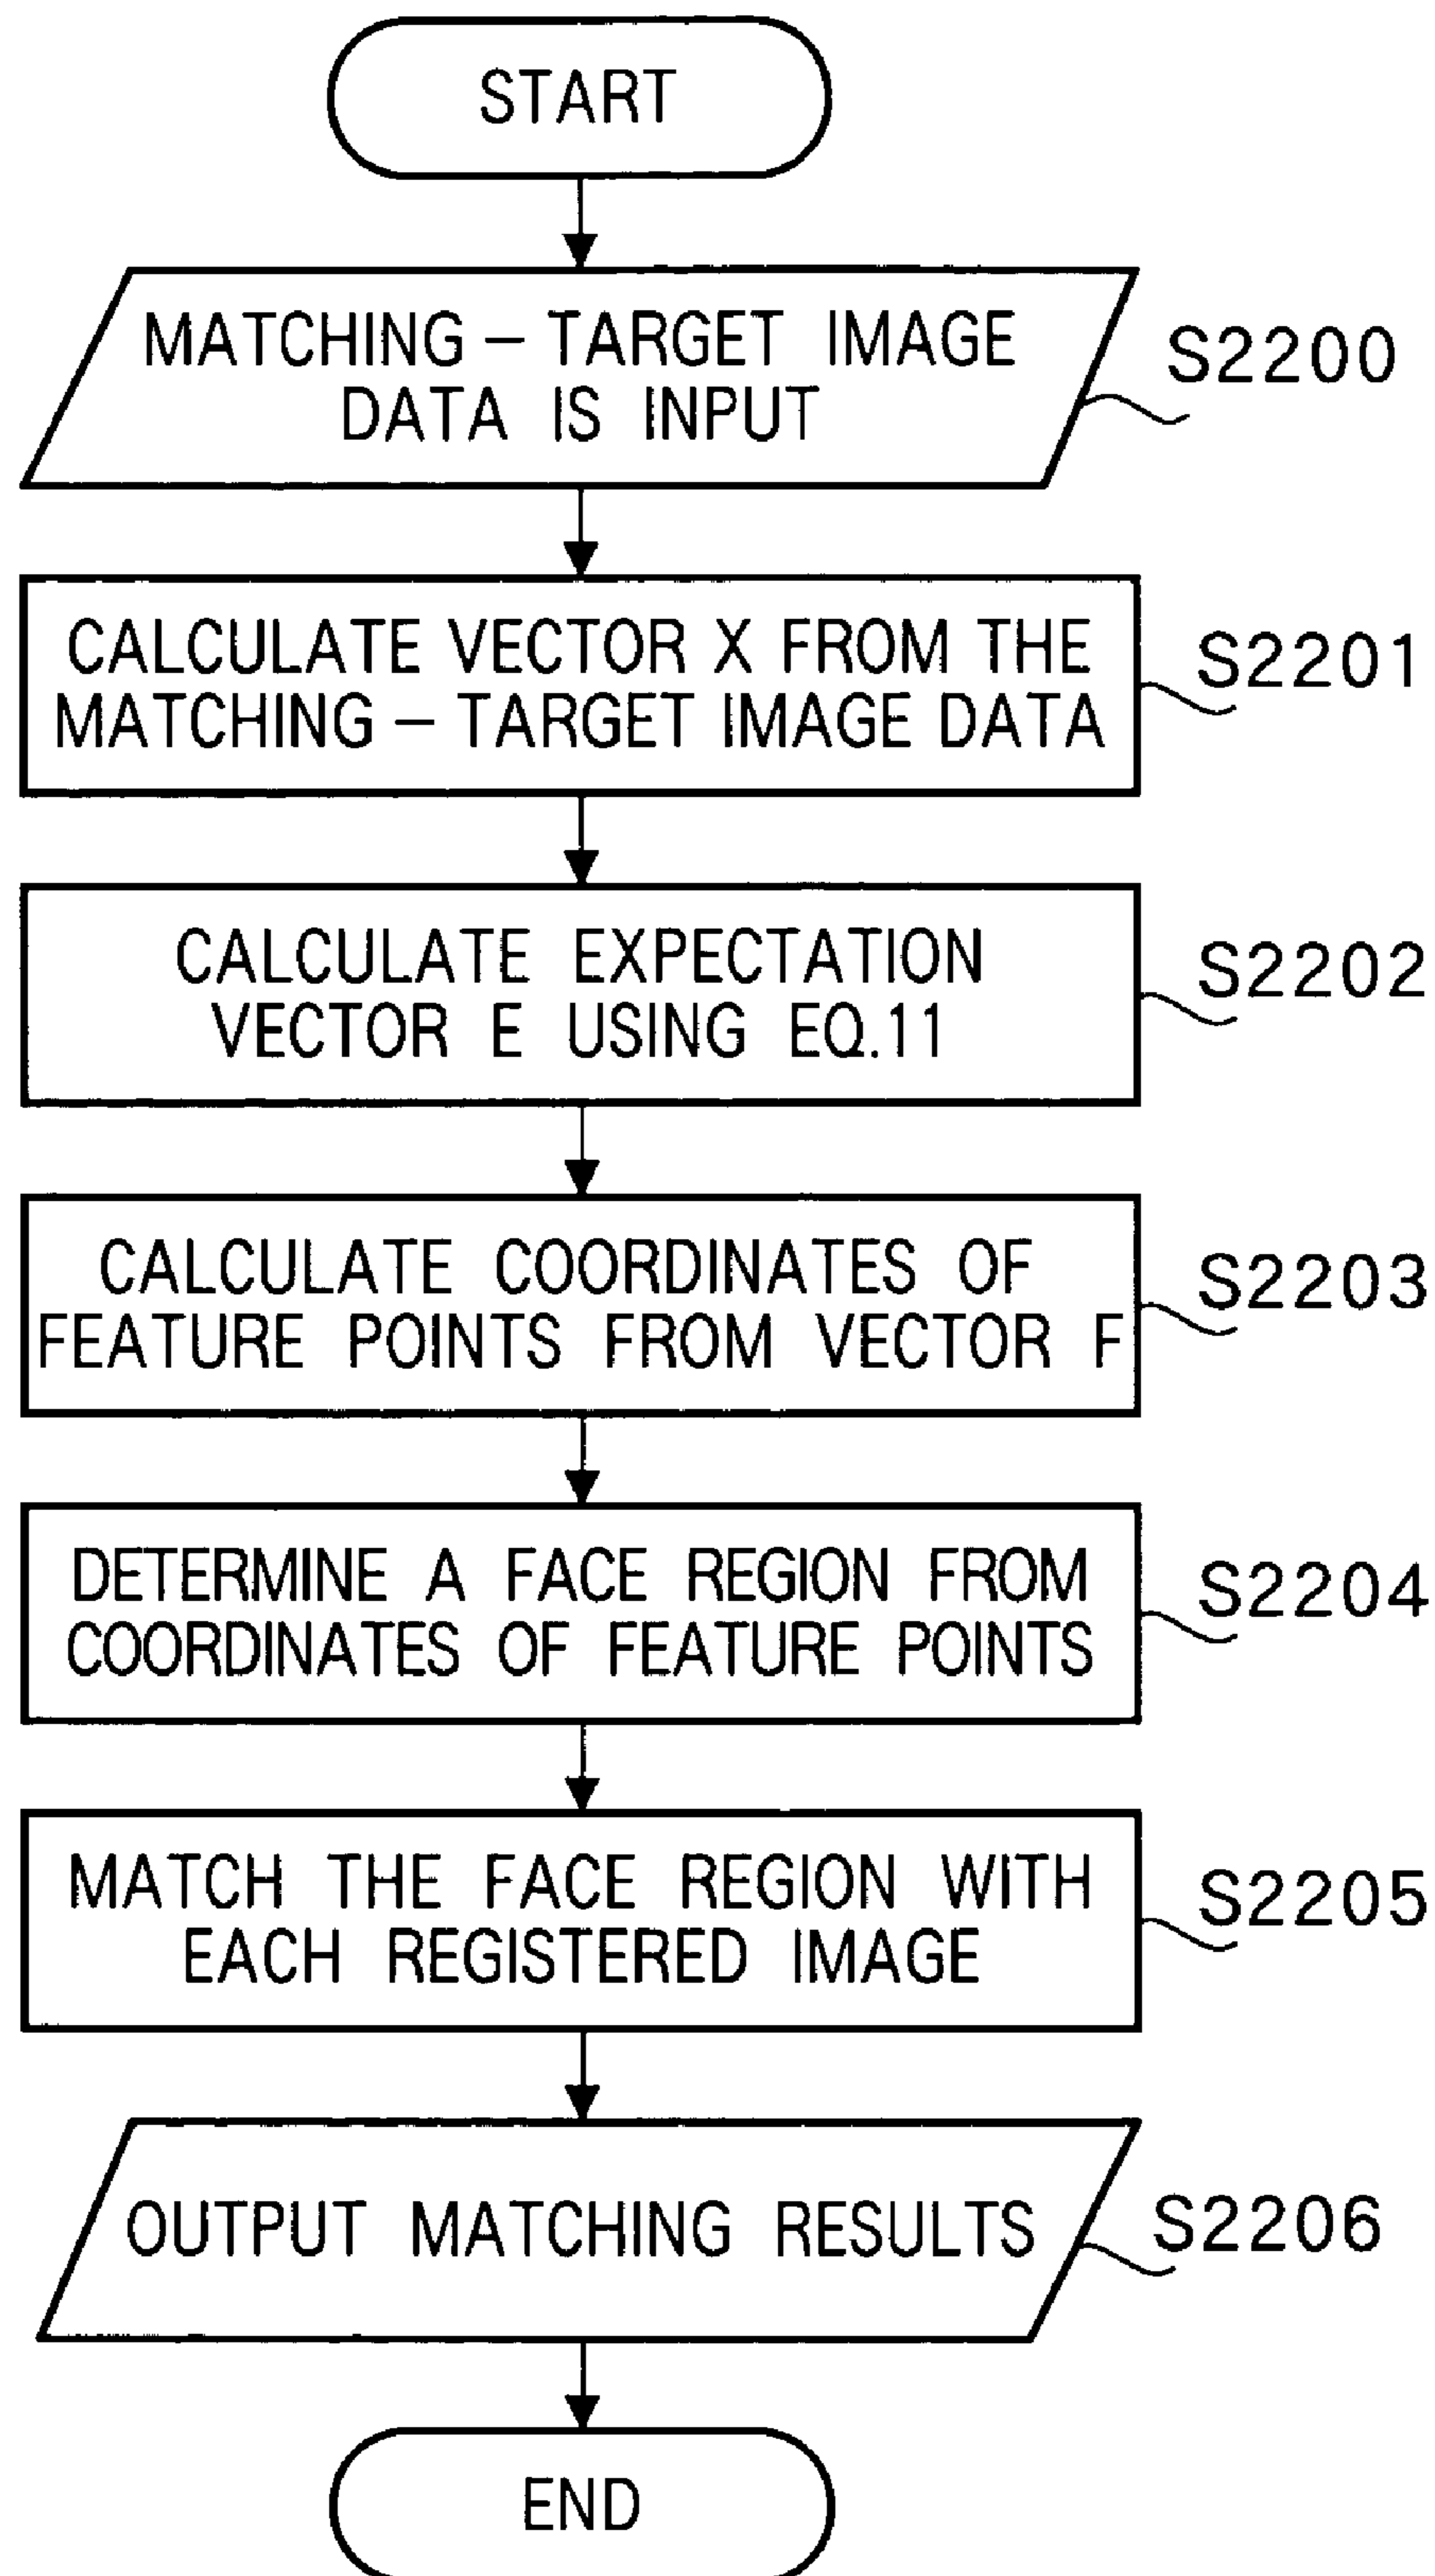 START
MATCHING – TARGET IMAGE
DATA IS INPUT
S2200
CALCULATE VECTOR X FROM THE
MATCHING – TARGET IMAGE DATA
S2201
CALCULATE EXPECTATION
VECTOR E USING EQ.11
S2202
CALCULATE COORDINATES OF
FEATURE POINTS FROM VECTOR F
S2203
DETERMINE A FACE REGION FROM
COORDINATES OF FEATURE POINTS
S2204
MATCH THE FACE REGION WITH
EACH REGISTERED IMAGE
S2205
OUTPUT MATCHING RESULTS
S2206
END